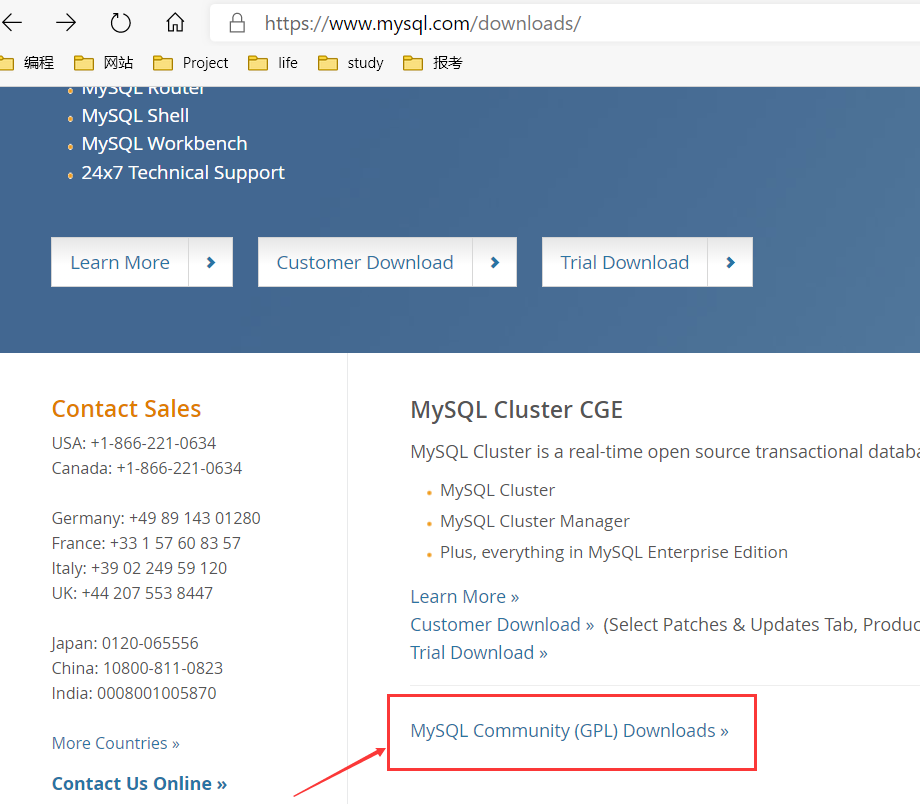 https://www.mysql.com/downloads/
编程 网站 Project life study 报考
MySQL Router
MySQL Shell
MySQL Workbench
24x7 Technical Support
Learn More Customer Download Trial Download
Contact Sales
USA: +1-866-221-0634
Canada: +1-866-221-0634
Germany: +49 89 143 01280
France: +33 1 57 60 83 57
Italy: +39 02 249 59 120
UK: +44 207 553 8447
Japan: 0120-065556
China: 10800-811-0823
India: 0008001005870
More Countries »
Contact Us Online »
MySQL Cluster CGE
MySQL Cluster is a real-time open source transactional databa
MySQL Cluster
MySQL Cluster Manager
Plus, everything in MySQL Enterprise Edition
Learn More »
Customer Download » (Select Patches & Updates Tab, Produc
Trial Download »
MySQL Community (GPL) Downloads »